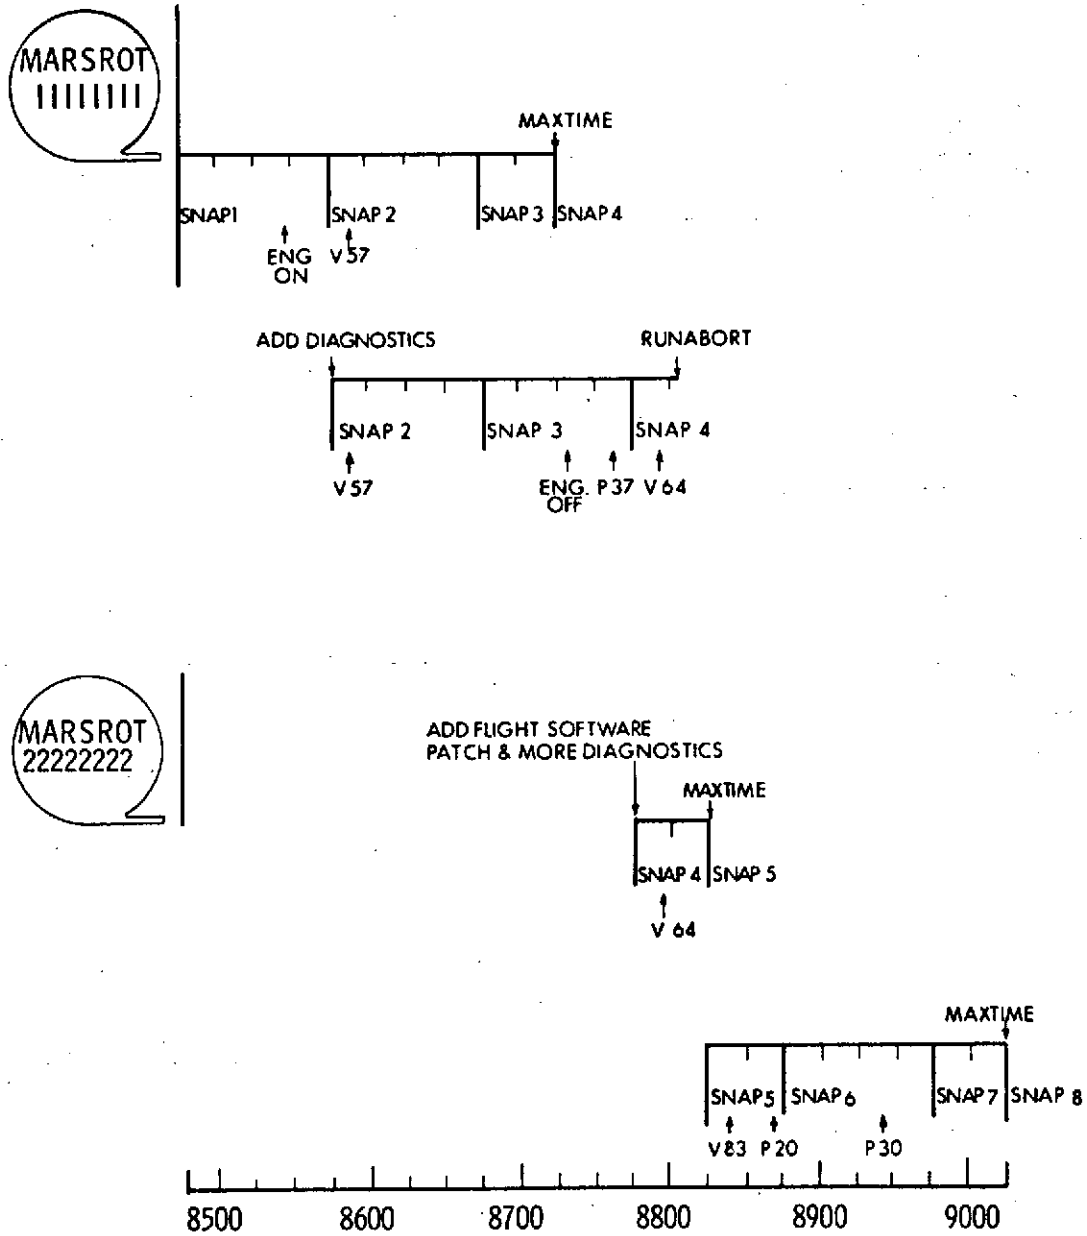 MARSROT
11111111
MAXTIME
SNAP1 SNAP 2 SNAP 3 SNAP 4
ENG ON
V 57
ADD DIAGNOSTICS
RUNABORT
SNAP 2 SNAP 3 SNAP 4
V 57
ENG. OFF
P 37
V 64
MARSROT
22222222
ADD FLIGHT SOFTWARE
PATCH & MORE DIAGNOSTICS
MAXTIME
SNAP 4 SNAP 5
V 64
MAXTIME
SNAP 5 SNAP 6 SNAP 7 SNAP 8
V 83 P 20 P 30
8500 8600 8700 8800 8900 9000